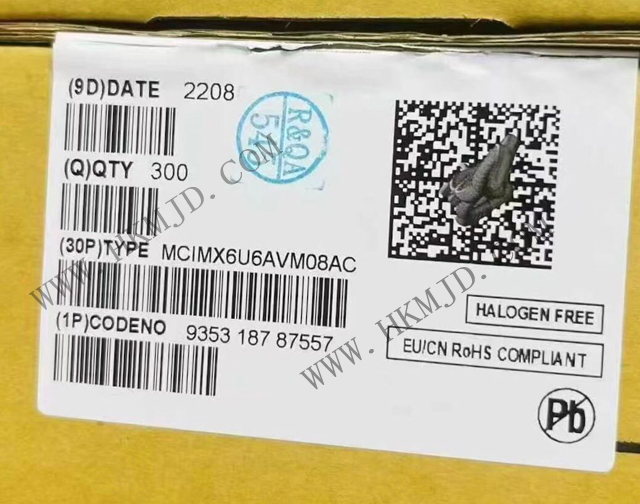 (9D)DATE 2208
R&QA
54
(Q)QTY 300
(30P)TYPE MCIMX6U6AVM08AC
(1P)CODENO 9353 187 87557
HALOGEN FREE
EU/CN RoHS COMPLIANT
Pb
WWW.HKMJD.COM
WWW.HKMJD.COM